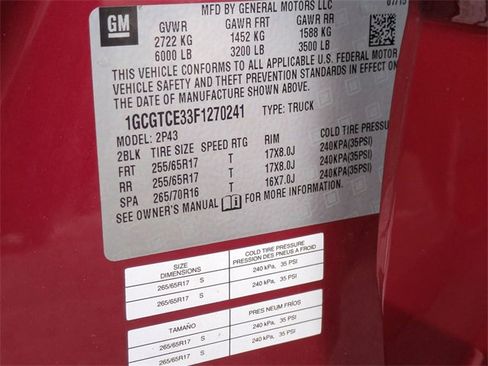 GM
MFD BY GENERAL MOTORS LLC
07/15
GVWR GAWR FRT GAWR RR
2722 KG 1452 KG 1588 KG
6000 LB 3200 LB 3500 LB
THIS VEHICLE CONFORMS TO ALL APPLICABLE U.S. FEDERAL MOTOR
VEHICLE SAFETY AND THEFT PREVENTION STANDARDS IN EFFECT ON
THE DATE OF MANUFACTURE SHOWN ABOVE.
1GCGTCE33F1270241 TYPE: TRUCK
MODEL: 2P43
2BLK TIRE SIZE SPEED RTG RIM COLD TIRE PRESSURE
FRT 255/65R17 T 17X8.0J 240KPA(35PSI)
RR 255/65R17 T 17X8.0J 240KPA(35PSI)
SPA 265/70R16 T 16X7.0J 240KPA(35PSI)
SEE OWNER'S MANUAL FOR MORE INFORMATION.
SIZE DIMENSIONS
COLD TIRE PRESSURE
PRESSION DES PNEUS A FROID
265/65R17 S 240 kPa, 35 PSI
265/65R17 S 240 kPa, 35 PSI
TAMAÑO PRES NEUM FRÍOS
265/65R17 S 240 kPa, 35 PSI
265/65R17 S 240 kPa, 35 PSI